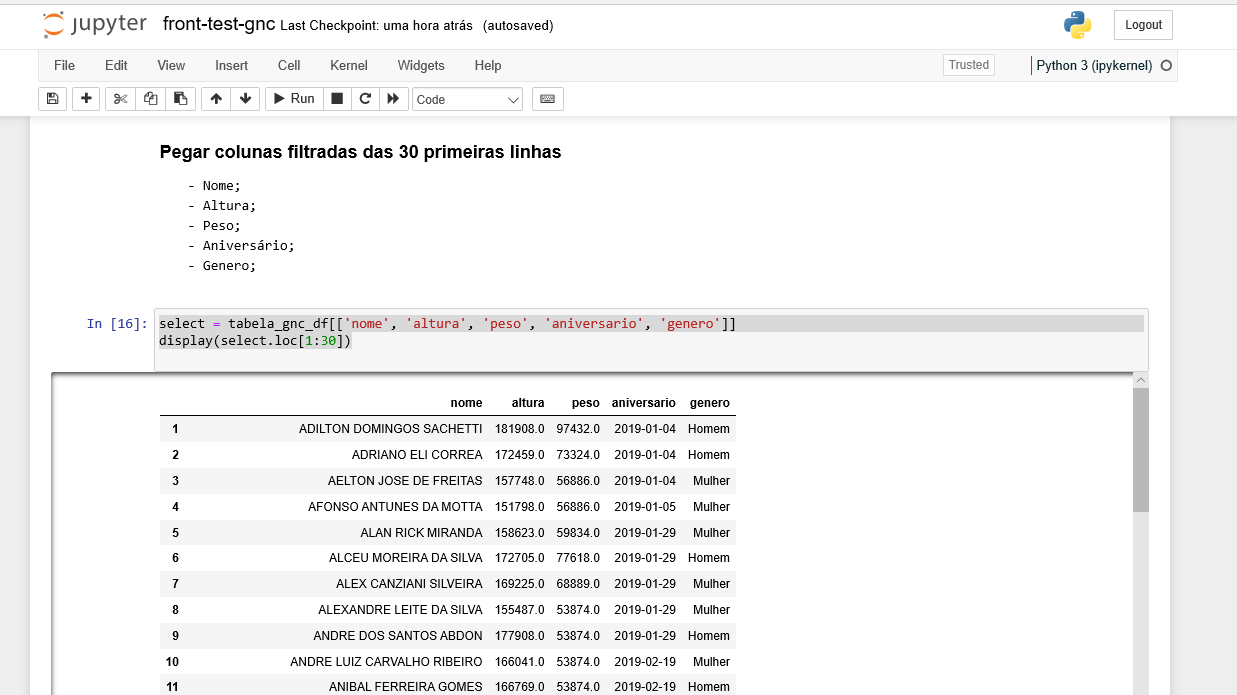 jupyter front-test-gnc Last Checkpoint: uma hora atrás (autosaved)
Logout
File Edit View Insert Cell Kernel Widgets Help Trusted Python 3 (ipykernel)
Run Code
Pegar colunas filtradas das 30 primeiras linhas
- Nome;
- Altura;
- Peso;
- Aniversário;
- Genero;
In [16]: select = tabela_gnc_df[['nome', 'altura', 'peso', 'aniversario', 'genero']]
display(select.loc[1:30])
nome altura peso aniversario genero
1 ADILTON DOMINGOS SACHETTI 181908.0 97432.0 2019-01-04 Homem
2 ADRIANO ELI CORREA 172459.0 73324.0 2019-01-04 Homem
3 AELTON JOSE DE FREITAS 157748.0 56886.0 2019-01-04 Mulher
4 AFONSO ANTUNES DA MOTTA 151798.0 56886.0 2019-01-05 Mulher
5 ALAN RICK MIRANDA 158623.0 59834.0 2019-01-29 Mulher
6 ALCEU MOREIRA DA SILVA 172705.0 77618.0 2019-01-29 Homem
7 ALEX CANZIANI SILVEIRA 169225.0 68889.0 2019-01-29 Mulher
8 ALEXANDRE LEITE DA SILVA 155487.0 53874.0 2019-01-29 Mulher
9 ANDRE DOS SANTOS ABDON 177908.0 53874.0 2019-01-29 Homem
10 ANDRE LUIZ CARVALHO RIBEIRO 166041.0 53874.0 2019-02-19 Mulher
11 ANIBAL FERREIRA GOMES 166769.0 53874.0 2019-02-19 Homem